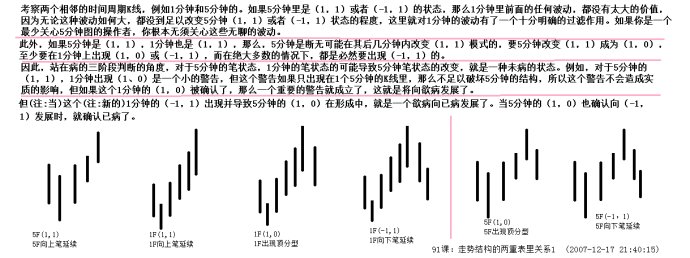 考察两个相邻的时间周期K线，例如1分钟和5分钟的。如果5分钟里是（1，1）或者（-1，1）的状态，那么1分钟里前面的任何波动，都没有太大的价值，
因为无论这种波动如何大，都没到足以改变5分钟（1，1）或者（-1，1）状态的程度，这里就对1分钟的波动有了一个十分明确的过滤作用。如果你是一个
最少关心5分钟图的操作者，你根本无须关心这些无聊的波动。
此外，如果5分钟是（1，1），1分钟也是（1，1），那么，5分钟是断无可能在其后几分钟内改变（1，1）模式的，要5分钟改变（1，1）成为（1，0），
至少要在1分钟上出现（1，0）或（-1，1），而在绝大多数的情况下，都是必然要出现（-1，1）的。
因此，站在病的三阶段判断的角度，对于5分钟的笔状态，1分钟的笔状态的可能导致5分钟笔状态的改变，就是一种未病的状态。例如，对于5分钟的
（1，1），1分钟出现（1、0）是一个小的警告，但这个警告如果只出现在1个5分钟的K线里，那么不足以破坏5分钟的结构，所以这个警告不会造成实
质的影响，但如果这个1分钟的（1，0）被确认了，那么一个重要的警告就成立了，这就是将向欲病发展了。
但(注:当)这个(注:新的)1分钟的（-1，1）出现并导致5分钟的（1，0）在形成中，就是一个欲病向已病发展了。当5分钟的（1，0）也确认向（-1，
1）发展时，就确认已病了。
5F(1,1)
5F向上笔延续
1F(1,1)
1F向上笔延续
1F(1,0)
1F出现顶分型
1F(-1,1)
1F向下笔延续
5F(1,0)
5F出现顶分型
5F(-1，1)
5F向下笔延续
91课：走势结构的两重表里关系1 （2007-12-17 21:40:15）